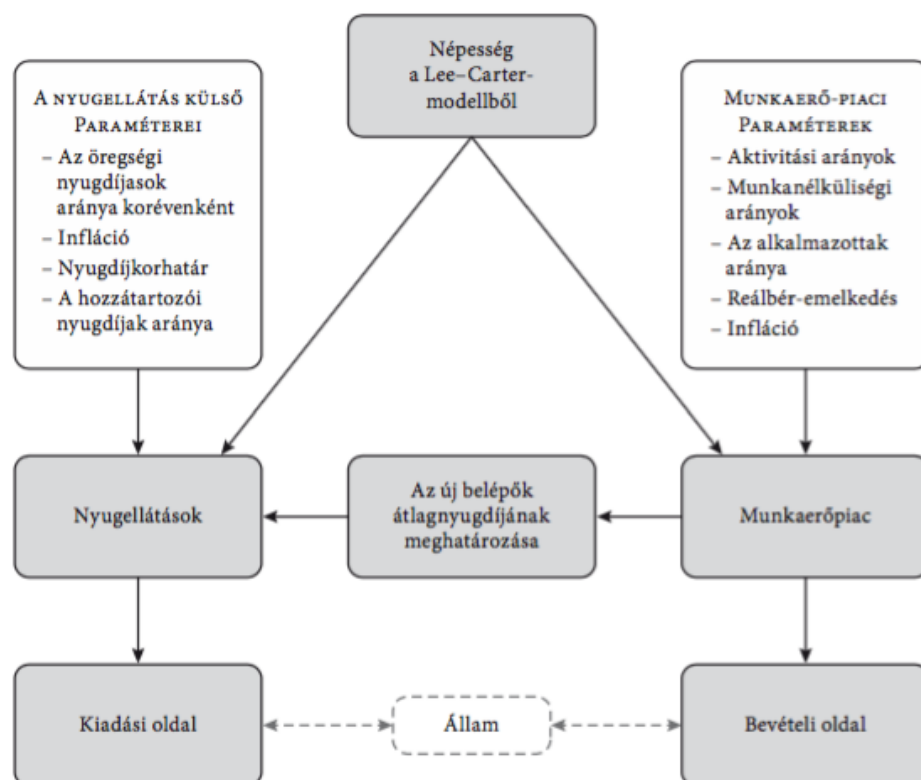 Népesség
a Lee–Carter-
modellből
A NYUGELLÁTÁS KÜLSŐ
PARAMÉTEREI
– Az öregségi
nyugdíjasok
aránya korévenként
– Infláció
– Nyugdíjkorhatár
– A hozzátartozói
nyugdíjak aránya
MUNKAERŐ-PIACI
PARAMÉTEREK
– Aktivitási arányok
– Munkanélküliségi
arányok
– Az alkalmazottak
aránya
– Reálbér-emelkedés
– Infláció
Nyugellátások
Az új belépők
átlagnyugdíjának
meghatározása
Munkaerőpiac
Kiadási oldal
Állam
Bevételi oldal